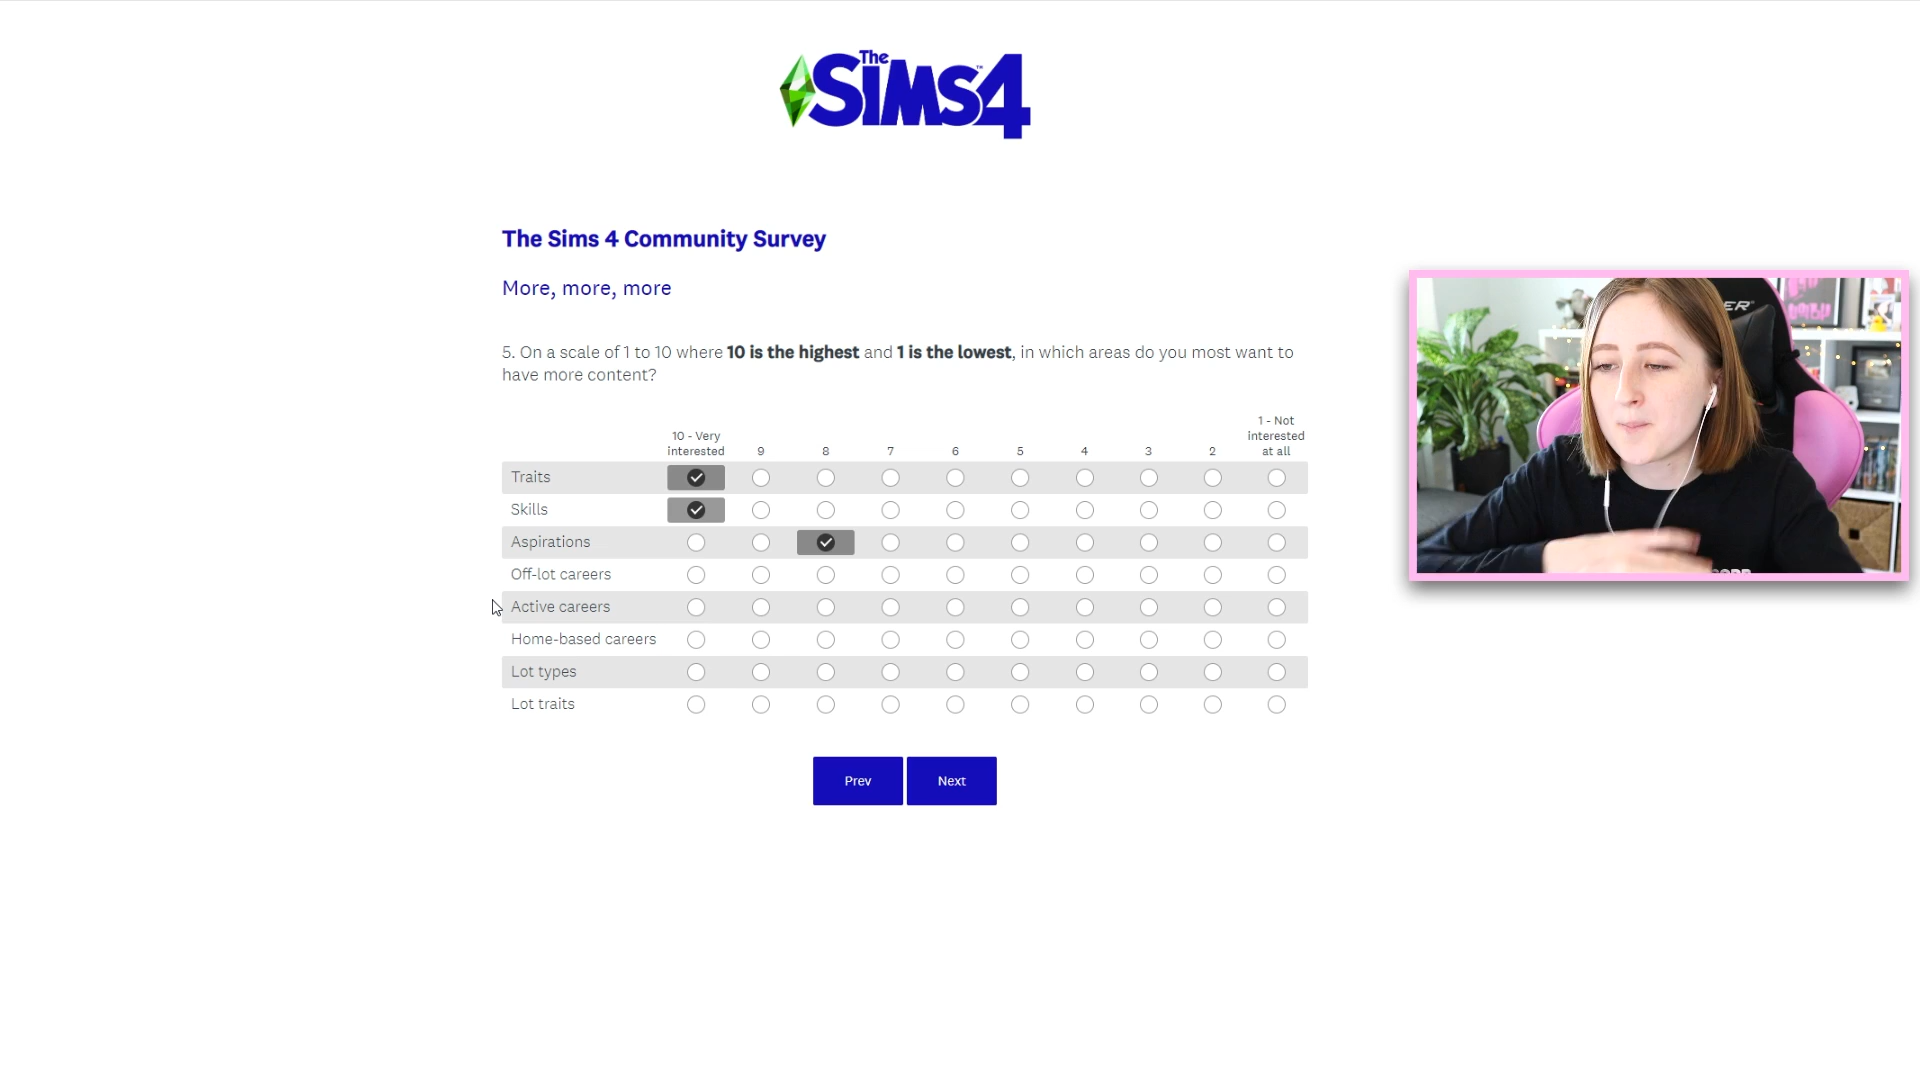 The
SiMS4
The Sims 4 Community Survey
More, more, more
5. On a scale of 1 to 10 where 10 is the highest and 1 is the lowest, in which areas do you most want to
have more content?
10 - Very interested 9 8 7 6 5 4 3 2 1 - Not interested at all
Traits
Skills
Aspirations
Off-lot careers
Active careers
Home-based careers
Lot types
Lot traits
Prev Next